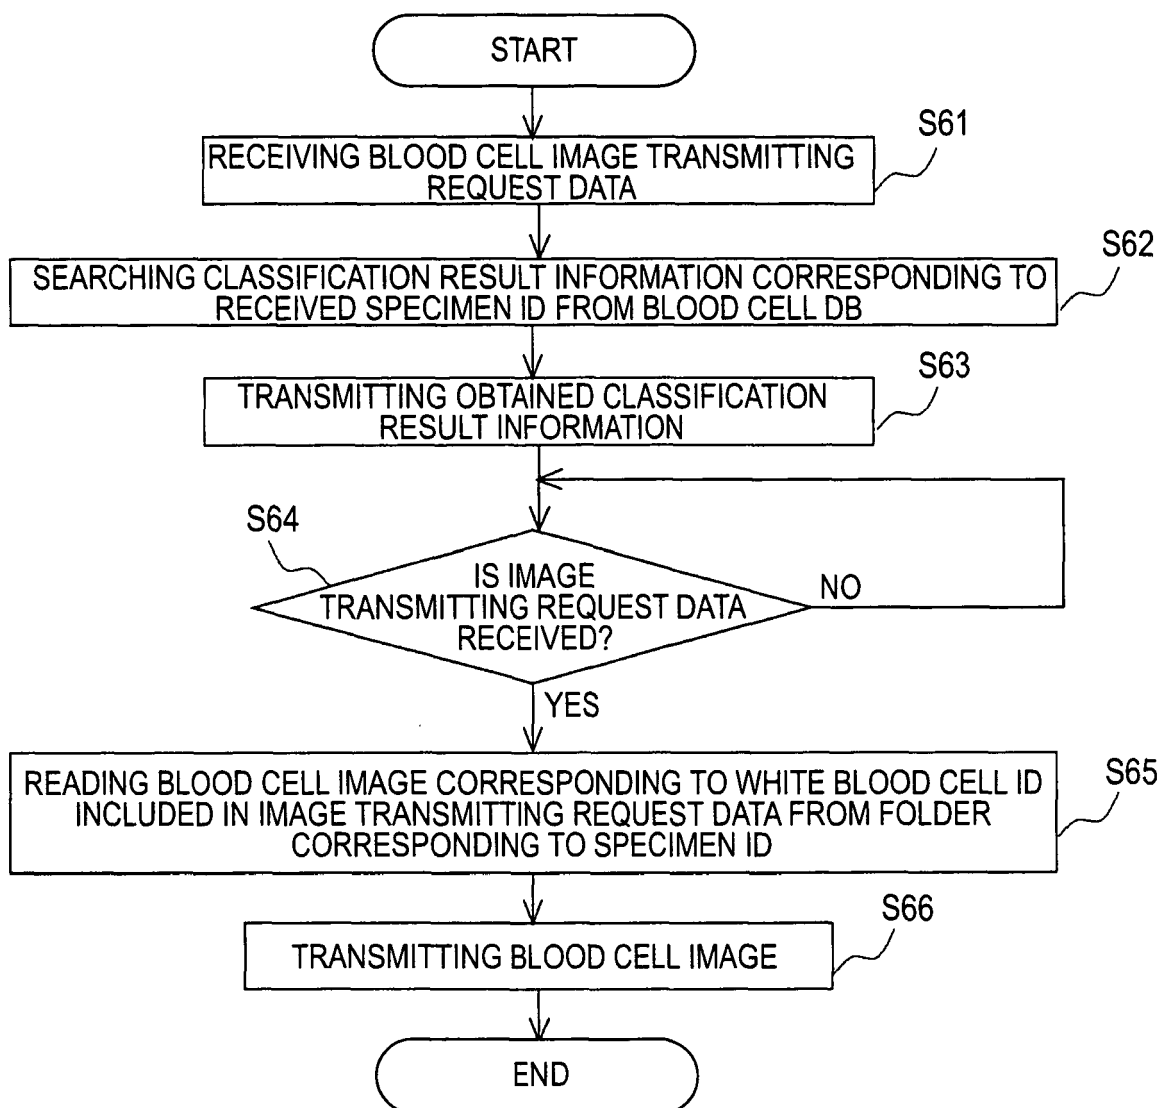 START
S61
RECEIVING BLOOD CELL IMAGE TRANSMITTING
REQUEST DATA
S62
SEARCHING CLASSIFICATION RESULT INFORMATION CORRESPONDING TO
RECEIVED SPECIMEN ID FROM BLOOD CELL DB
S63
TRANSMITTING OBTAINED CLASSIFICATION
RESULT INFORMATION
S64
IS IMAGE
TRANSMITTING REQUEST DATA
RECEIVED?
NO
YES
S65
READING BLOOD CELL IMAGE CORRESPONDING TO WHITE BLOOD CELL ID
INCLUDED IN IMAGE TRANSMITTING REQUEST DATA FROM FOLDER
CORRESPONDING TO SPECIMEN ID
S66
TRANSMITTING BLOOD CELL IMAGE
END